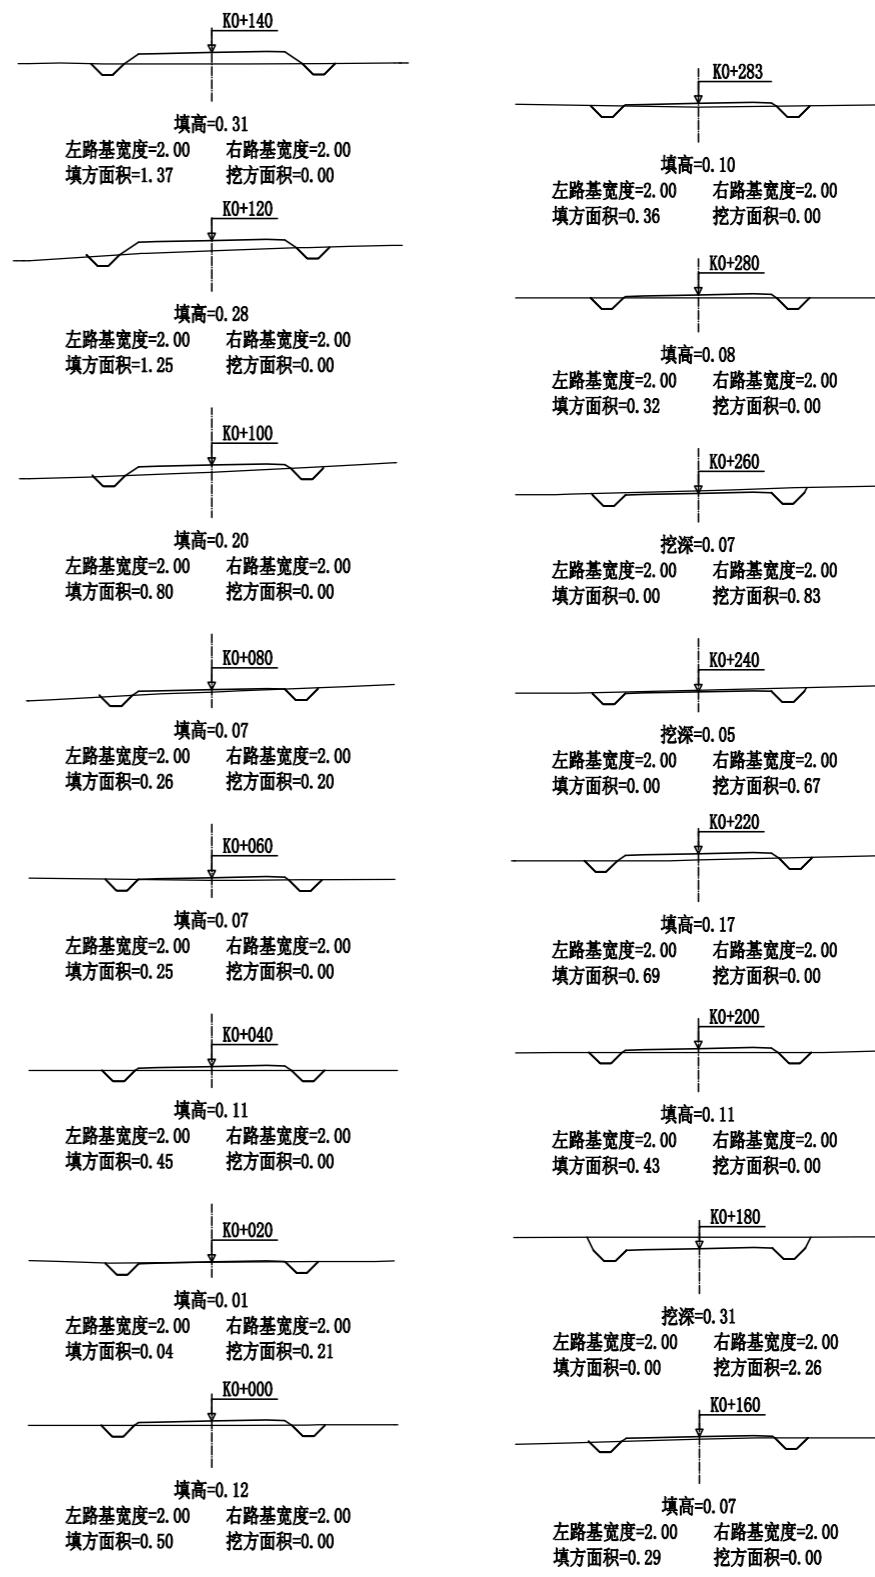 K0+140
填高=0.31
左路基宽度=2.00 右路基宽度=2.00
填方面积=1.37 挖方面积=0.00
K0+120
填高=0.28
左路基宽度=2.00 右路基宽度=2.00
填方面积=1.25 挖方面积=0.00
K0+100
填高=0.20
左路基宽度=2.00 右路基宽度=2.00
填方面积=0.80 挖方面积=0.00
K0+080
填高=0.07
左路基宽度=2.00 右路基宽度=2.00
填方面积=0.26 挖方面积=0.20
K0+060
填高=0.07
左路基宽度=2.00 右路基宽度=2.00
填方面积=0.25 挖方面积=0.00
K0+040
填高=0.11
左路基宽度=2.00 右路基宽度=2.00
填方面积=0.45 挖方面积=0.00
K0+020
填高=0.01
左路基宽度=2.00 右路基宽度=2.00
填方面积=0.04 挖方面积=0.21
K0+000
填高=0.12
左路基宽度=2.00 右路基宽度=2.00
填方面积=0.50 挖方面积=0.00
K0+283
填高=0.10
左路基宽度=2.00 右路基宽度=2.00
填方面积=0.36 挖方面积=0.00
K0+280
填高=0.08
左路基宽度=2.00 右路基宽度=2.00
填方面积=0.32 挖方面积=0.00
K0+260
挖深=0.07
左路基宽度=2.00 右路基宽度=2.00
填方面积=0.00 挖方面积=0.83
K0+240
挖深=0.05
左路基宽度=2.00 右路基宽度=2.00
填方面积=0.00 挖方面积=0.67
K0+220
填高=0.17
左路基宽度=2.00 右路基宽度=2.00
填方面积=0.69 挖方面积=0.00
K0+200
填高=0.11
左路基宽度=2.00 右路基宽度=2.00
填方面积=0.43 挖方面积=0.00
K0+180
挖深=0.31
左路基宽度=2.00 右路基宽度=2.00
填方面积=0.00 挖方面积=2.26
K0+160
填高=0.07
左路基宽度=2.00 右路基宽度=2.00
填方面积=0.29 挖方面积=0.00